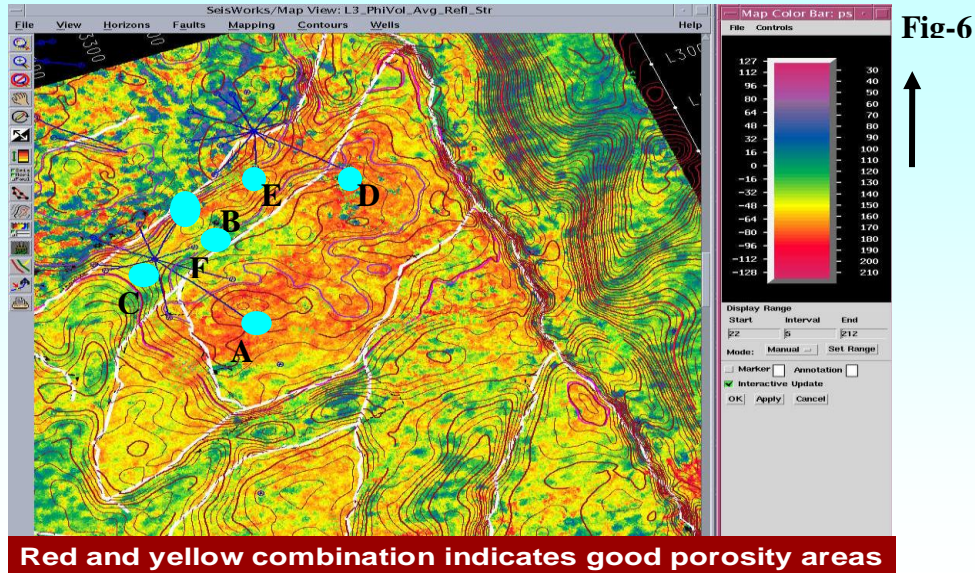 SeisWorks/Map View: L3_PhiVol_Avg_Refl_Str
File View Horizons Faults Mapping Contours Wells Help
3300
L300
E
D
B
F
C
A
Map Color Bar: ps
File Controls
127
112
96
80
64
48
32
16
0
-16
-32
-48
-64
-80
-96
-112
-128
30
40
50
60
70
80
90
100
110
120
130
140
150
160
170
180
190
200
210
Display Range
Start Interval End
22 5 212
Mode: Manual Set Range
Marker Annotation
Interactive Update
OK Apply Cancel
Fig-6
Red and yellow combination indicates good porosity areas